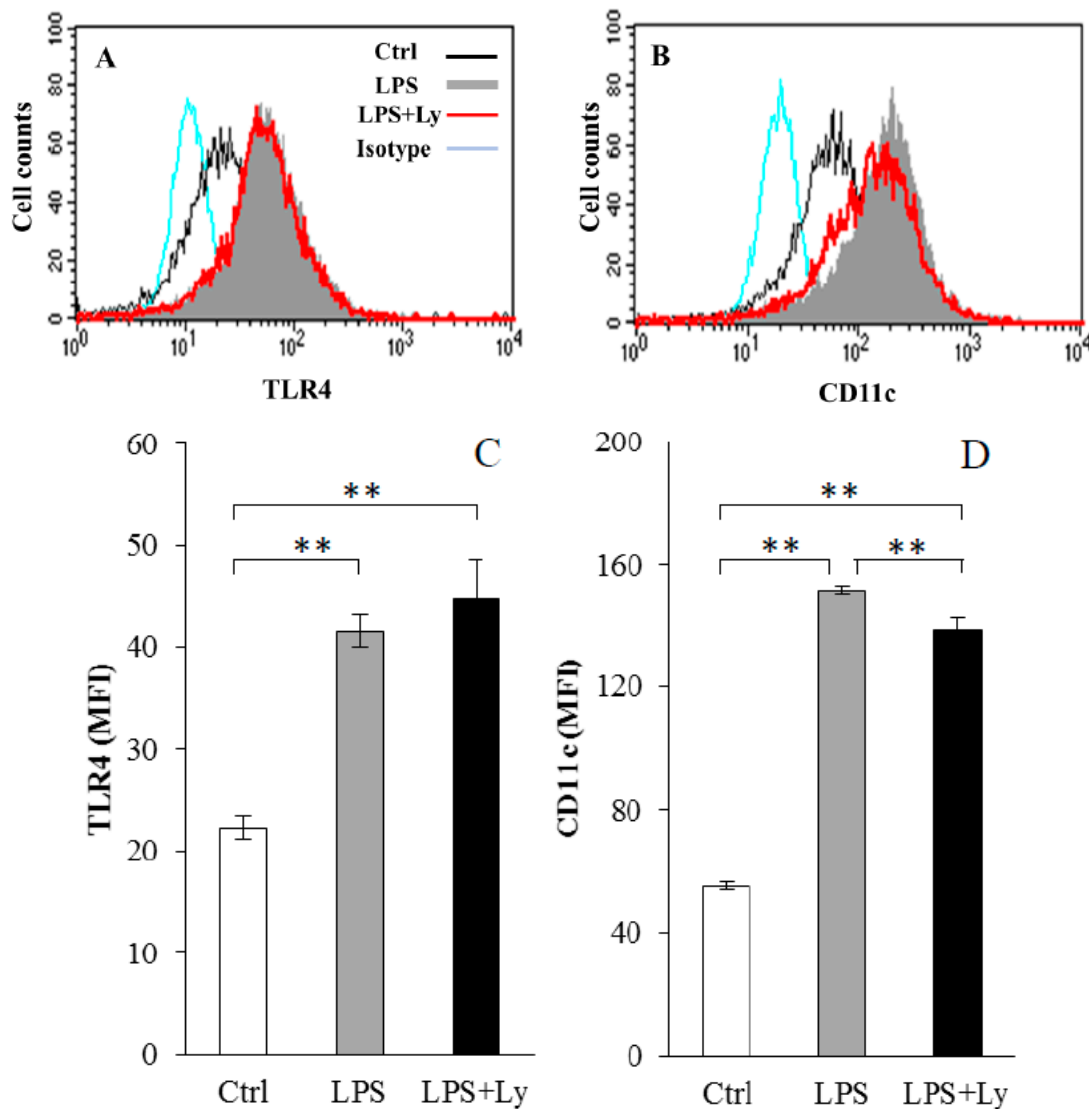 A
Ctrl
LPS
LPS+Ly
Isotype
Cell counts
100
80
60
40
20
0
10^0 10^1 10^2 10^3 10^4
TLR4
B
Cell counts
100
80
60
40
20
0
10^0 10^1 10^2 10^3 10^4
CD11c
C
TLR4 (MFI)
60
50
40
30
20
10
0
**
**
Ctrl LPS LPS+Ly
D
CD11c (MFI)
200
160
120
80
40
0
**
** **
Ctrl LPS LPS+Ly